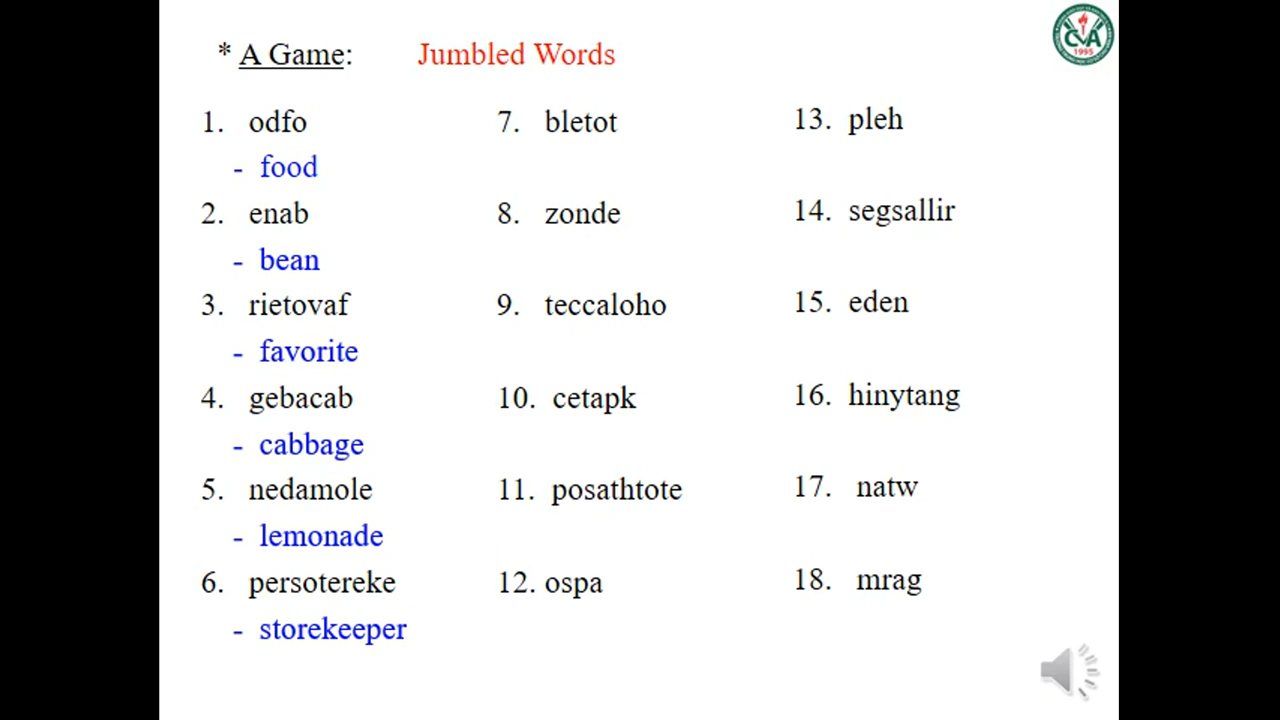 * A Game: Jumbled Words
1. odfo
- food
2. enab
- bean
3. rietovaf
- favorite
4. gebacab
- cabbage
5. nedamole
- lemonade
6. persotereke
- storekeeper
7. bletot
8. zonde
9. teccaloho
10. cetapk
11. posathtote
12. ospa
13. pleh
14. segsallir
15. eden
16. hinytang
17. natw
18. mrag
CVA
1995